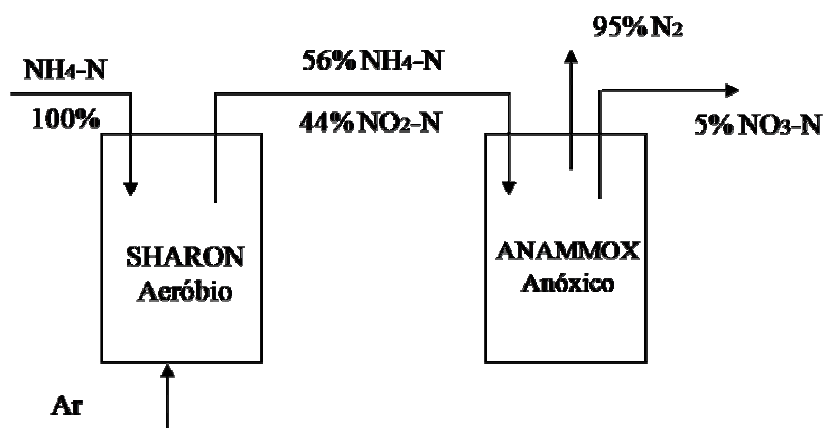 NH4-N
100%
56% NH4-N
44% NO2-N
95% N2
5% NO3-N
SHARON
Aeróbio
ANAMMOX
Anóxico
Ar